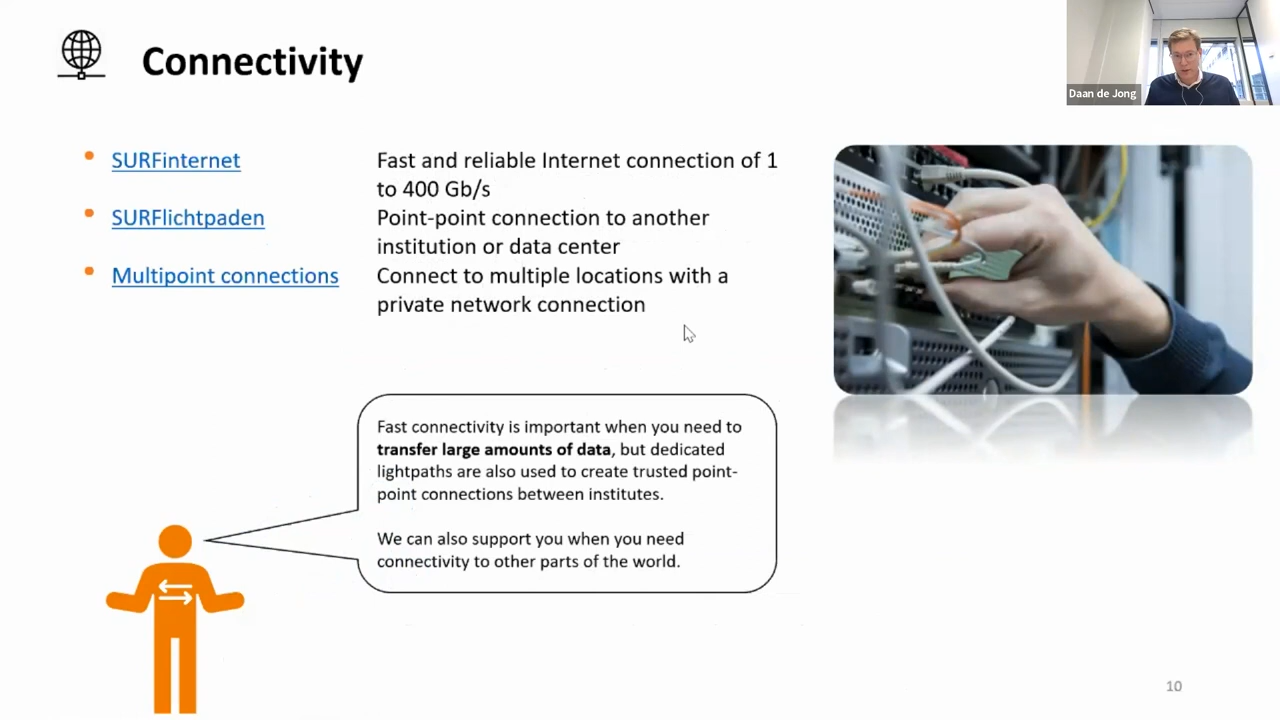 Connectivity
Daan de Jong
SURFinternet
Fast and reliable Internet connection of 1
to 400 Gb/s
SURFlichtpaden
Point-point connection to another
institution or data center
Multipoint connections
Connect to multiple locations with a
private network connection
Fast connectivity is important when you need to
transfer large amounts of data, but dedicated
lightpaths are also used to create trusted point-
point connections between institutes.
We can also support you when you need
connectivity to other parts of the world.
10